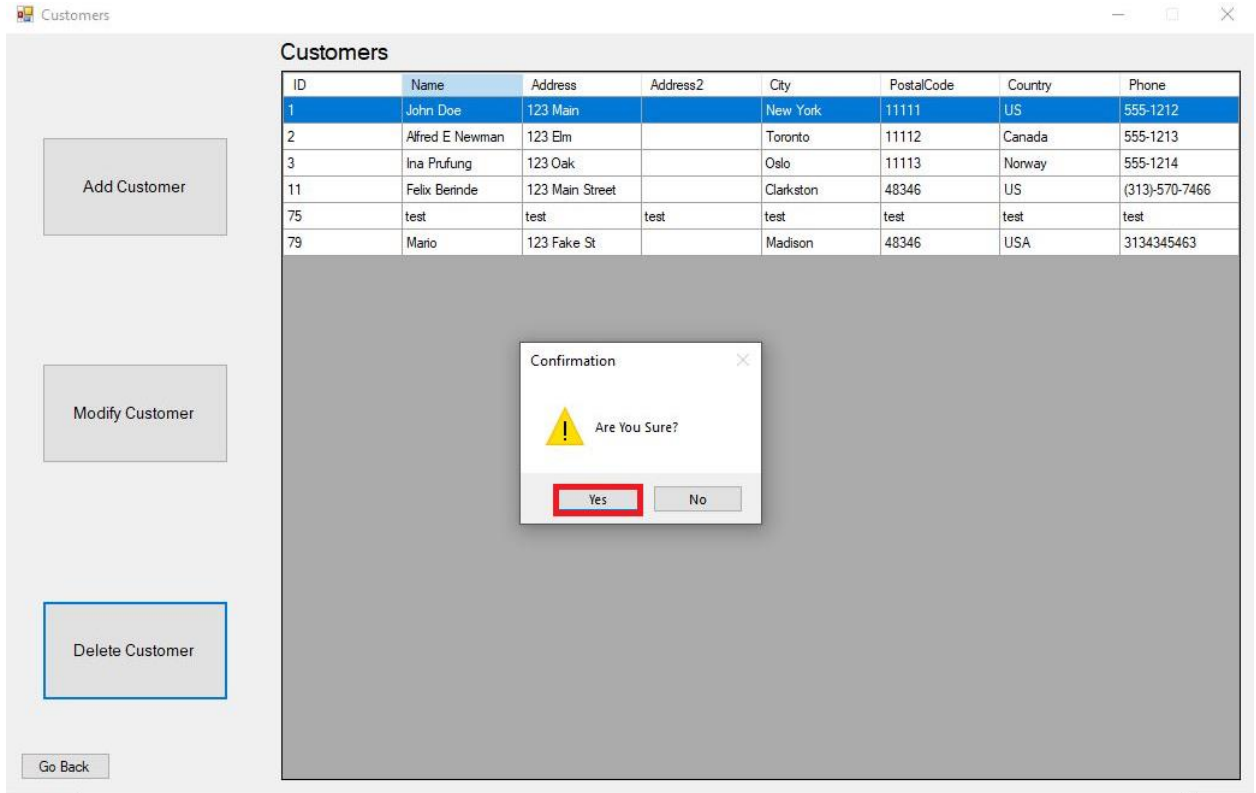 Customers
Customers
ID Name Address Address2 City PostalCode Country Phone
1 John Doe 123 Main New York 11111 US 555-1212
2 Alfred E Newman 123 Elm Toronto 11112 Canada 555-1213
3 Ina Prufung 123 Oak Oslo 11113 Norway 555-1214
11 Felix Berinde 123 Main Street Clarkston 48346 US (313)-570-7466
75 test test test test test test test
79 Mario 123 Fake St Madison 48346 USA 3134345463
Add Customer
Confirmation
Are You Sure?
Yes No
Modify Customer
Delete Customer
Go Back